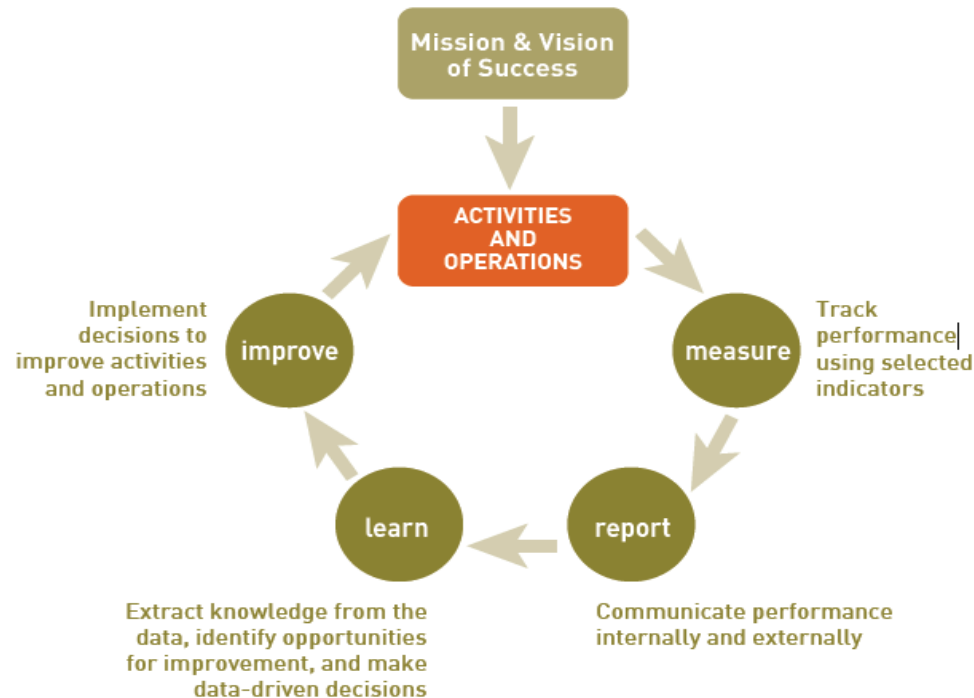 Mission & Vision
of Success
ACTIVITIES
AND
OPERATIONS
measure
Track
performance
using selected
indicators
report
Communicate performance
internally and externally
learn
Extract knowledge from the
data, identify opportunities
for improvement, and make
data-driven decisions
improve
Implement
decisions to
improve activities
and operations